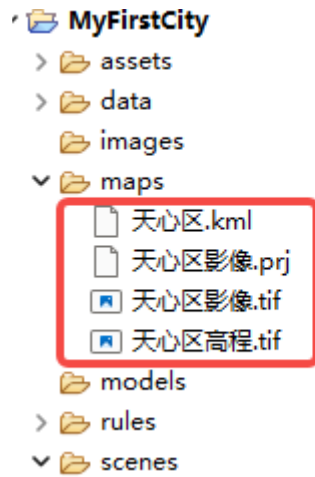 MyFirstCity
assets
data
images
maps
天心区.kml
天心区影像.prj
天心区影像.tif
天心区高程.tif
models
rules
scenes